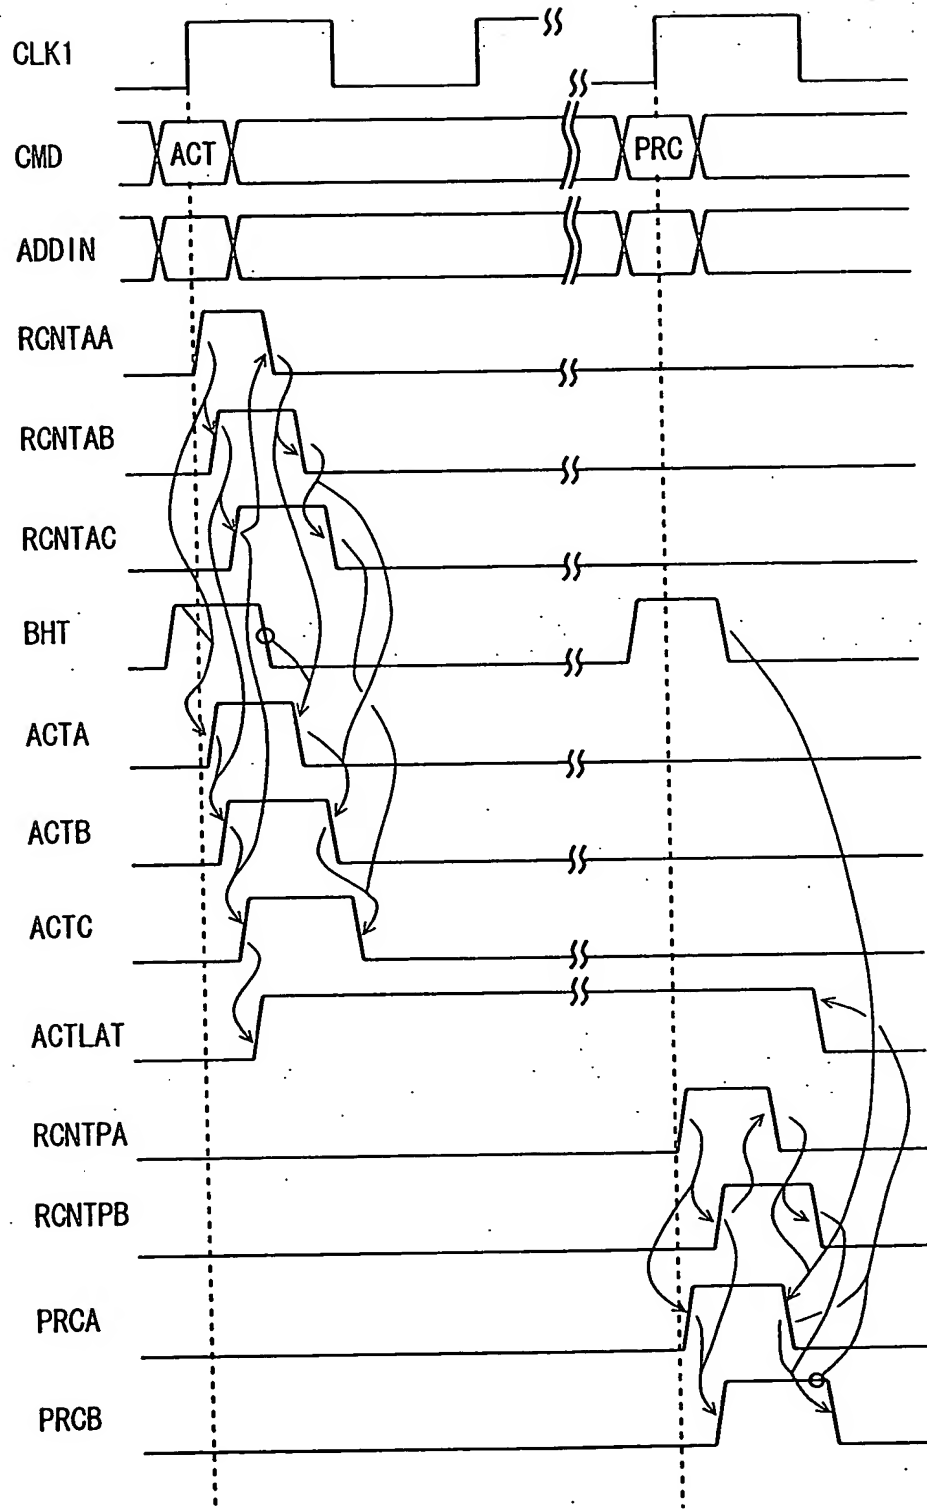 CLK1
CMD
ACT
PRC
ADDIN
RCNTAA
RCNTAB
RCNTAC
BHT
ACTA
ACTB
ACTC
ACTLAT
RCNTPA
RCNTPB
PRCA
PRCB